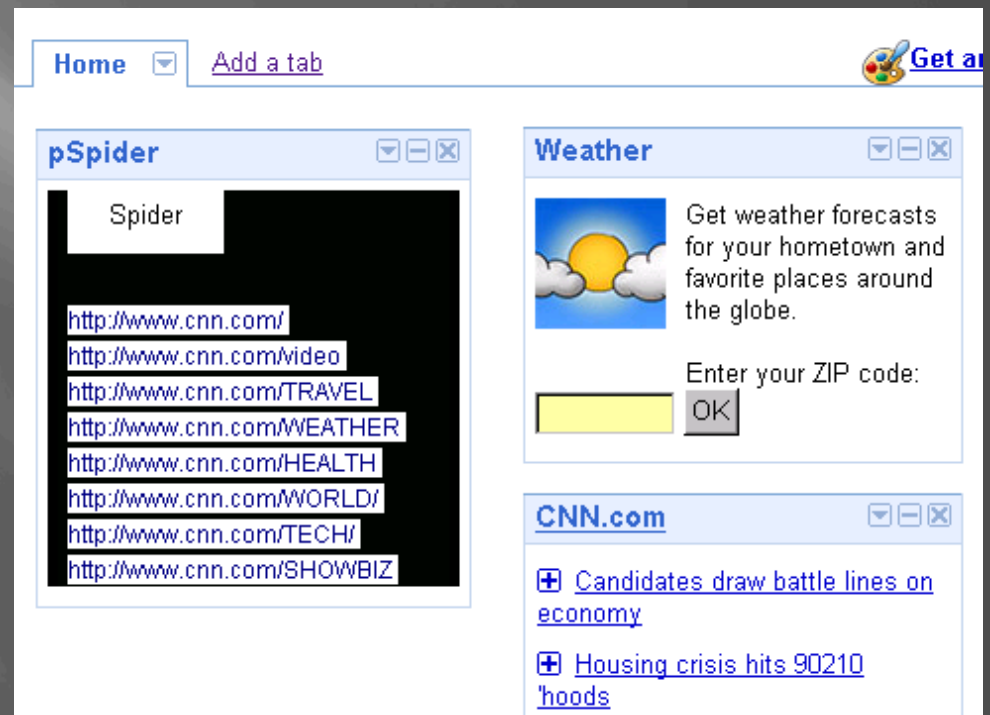 Home
Add a tab
Get
pSpider
Spider
http://www.cnn.com/
http://www.cnn.com/video
http://www.cnn.com/TRAVEL
http://www.cnn.com/WEATHER
http://www.cnn.com/HEALTH
http://www.cnn.com/WORLD/
http://www.cnn.com/TECH/
http://www.cnn.com/SHOWBIZ
Weather
Get weather forecasts
for your hometown and
favorite places around
the globe.
Enter your ZIP code:
OK
CNN.com
Candidates draw battle lines on
economy
Housing crisis hits 90210
'hoods